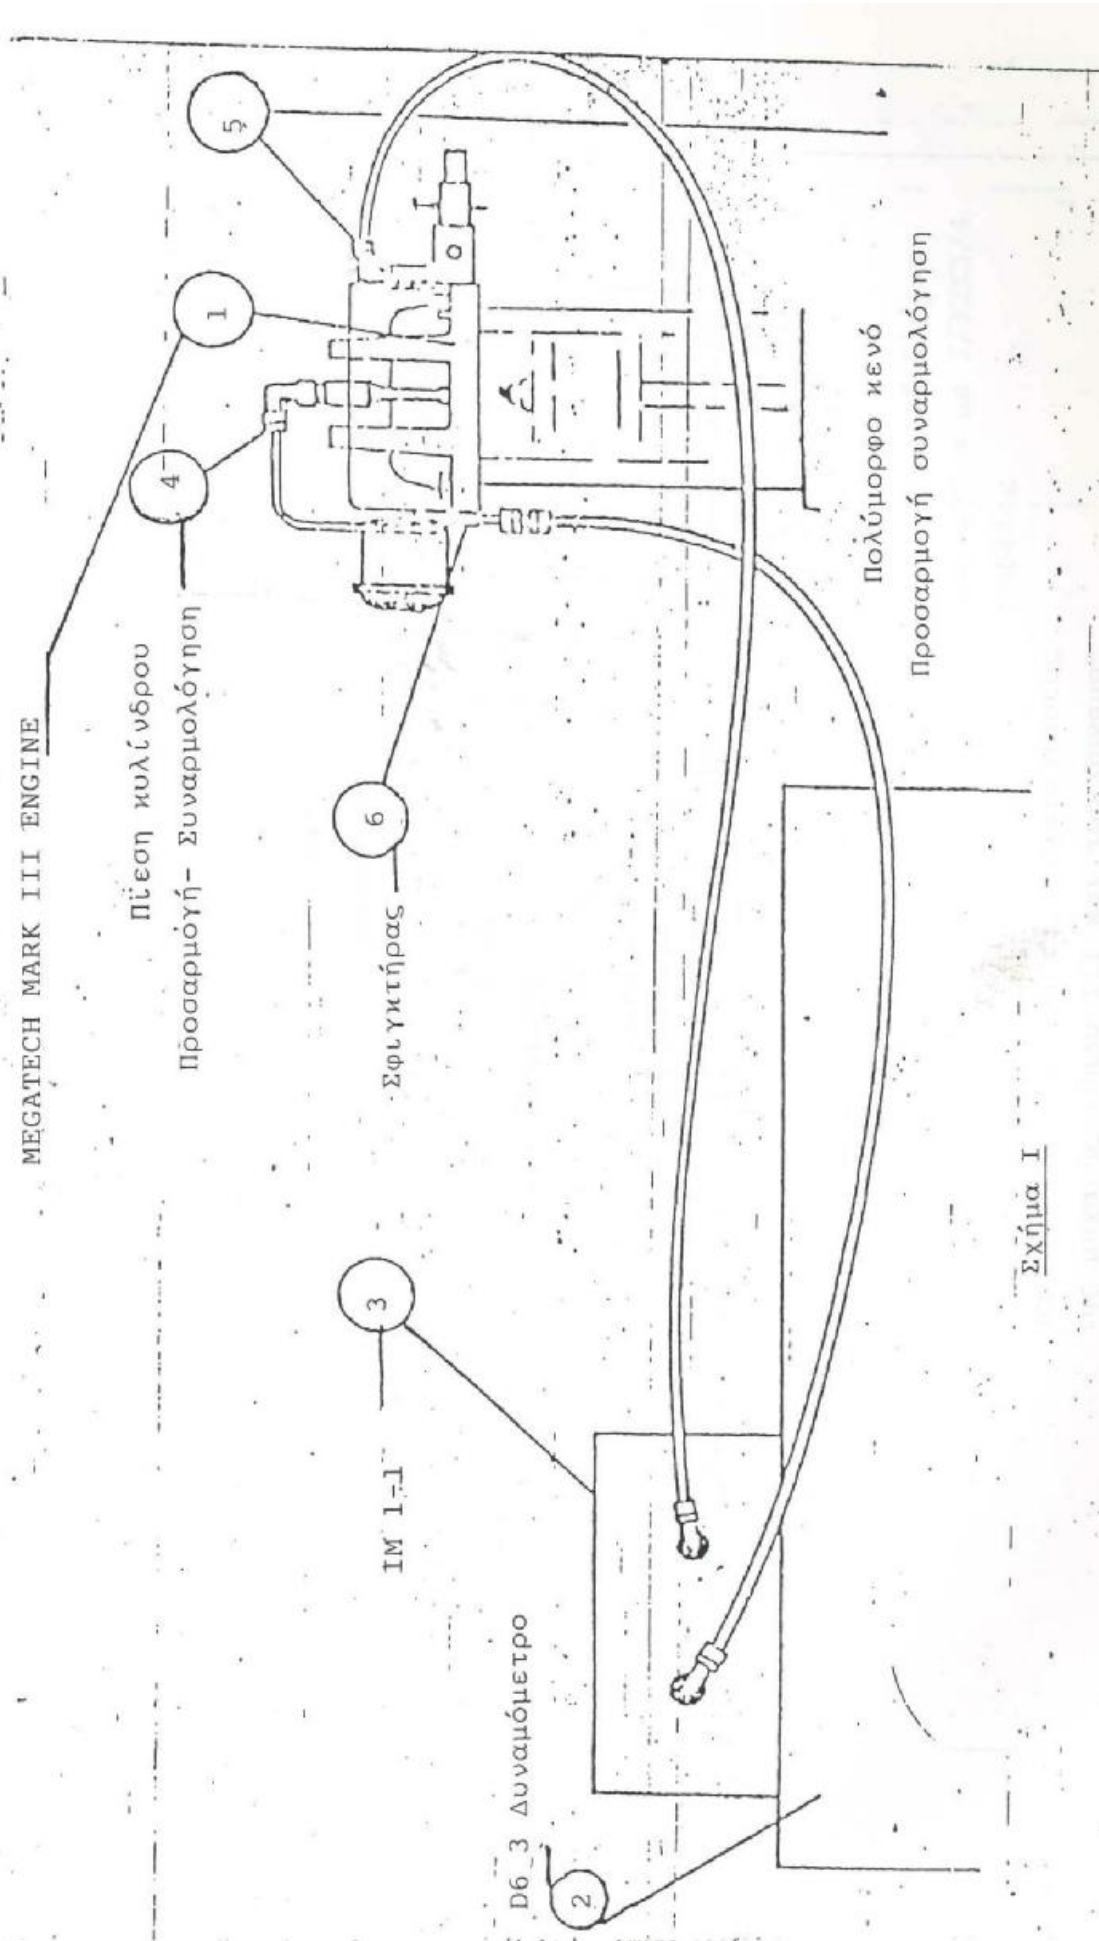 MEGATECH MARK III ENGINE
Πίεση κυλίνδρου
Προσαρμογή- Συναρμολόγηση
4
1
5
6
Σφιγκτήρας
3
IM 1-1
D6_3 Δυναμόμετρο
2
Πολύμορφο κενό
Προσαρμογή συναρμογόγηση
Σχήμα I